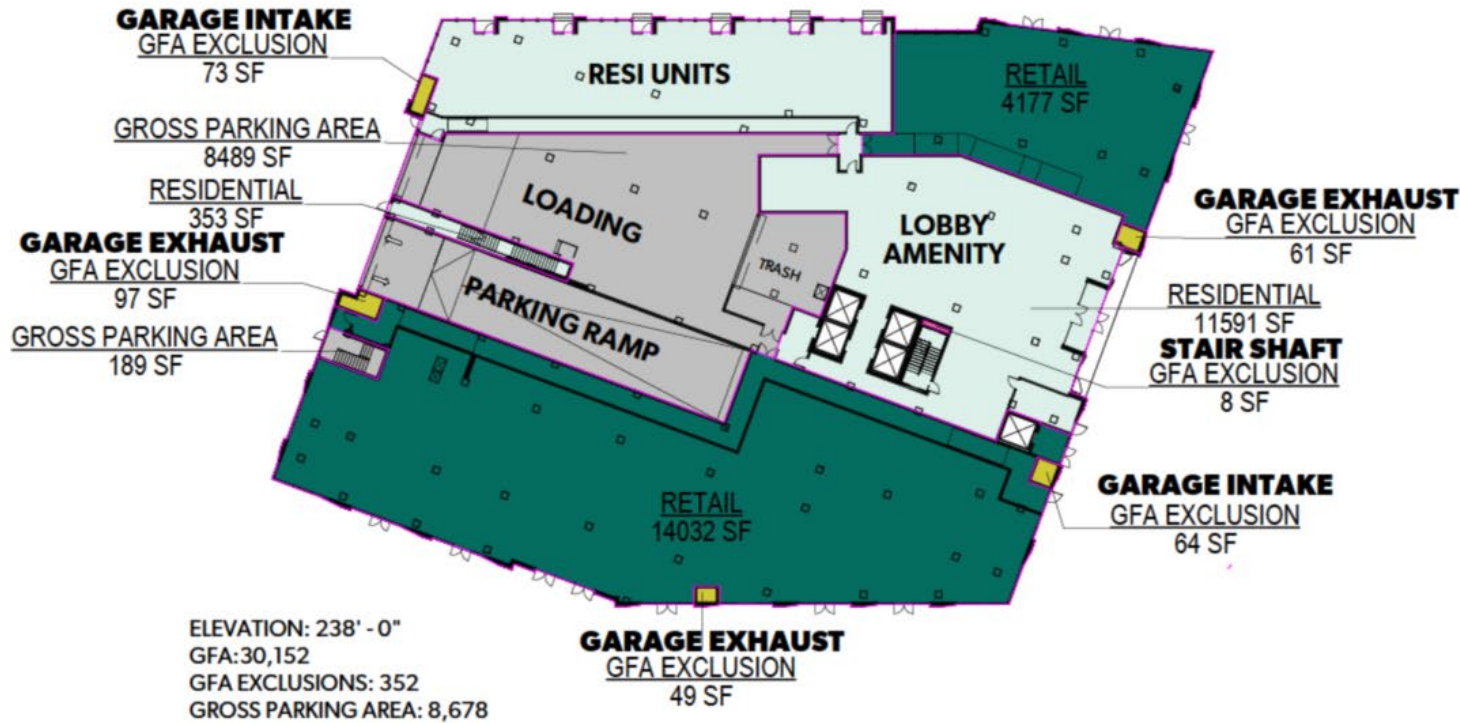 GARAGE INTAKE
GFA EXCLUSION
73 SF
GROSS PARKING AREA
8489 SF
RESIDENTIAL
353 SF
GARAGE EXHAUST
GFA EXCLUSION
97 SF
GROSS PARKING AREA
189 SF
RESI UNITS
RETAIL
4177 SF
LOADING
LOBBY
AMENITY
TRASH
PARKING RAMP
GARAGE EXHAUST
GFA EXCLUSION
61 SF
RESIDENTIAL
11591 SF
STAIR SHAFT
GFA EXCLUSION
8 SF
RETAIL
14032 SF
GARAGE INTAKE
GFA EXCLUSION
64 SF
GARAGE EXHAUST
GFA EXCLUSION
49 SF
ELEVATION: 238' - 0"
GFA:30,152
GFA EXCLUSIONS: 352
GROSS PARKING AREA: 8,678